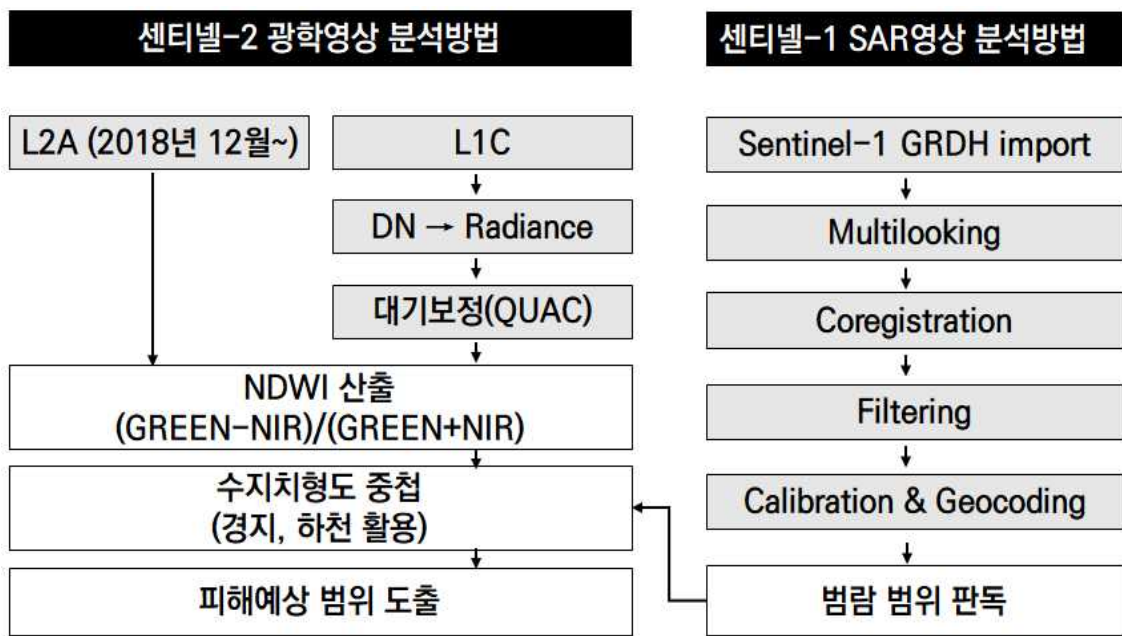 센티넬-2 광학영상 분석방법
L2A (2018년 12월~)
L1C
DN → Radiance
대기보정(QUAC)
NDWI 산출
(GREEN-NIR)/(GREEN+NIR)
수지치형도 중첩
(경지, 하천 활용)
피해예상 범위 도출
센티넬-1 SAR영상 분석방법
Sentinel-1 GRDH import
Multilooking
Coregistration
Filtering
Calibration & Geocoding
범람 범위 판독